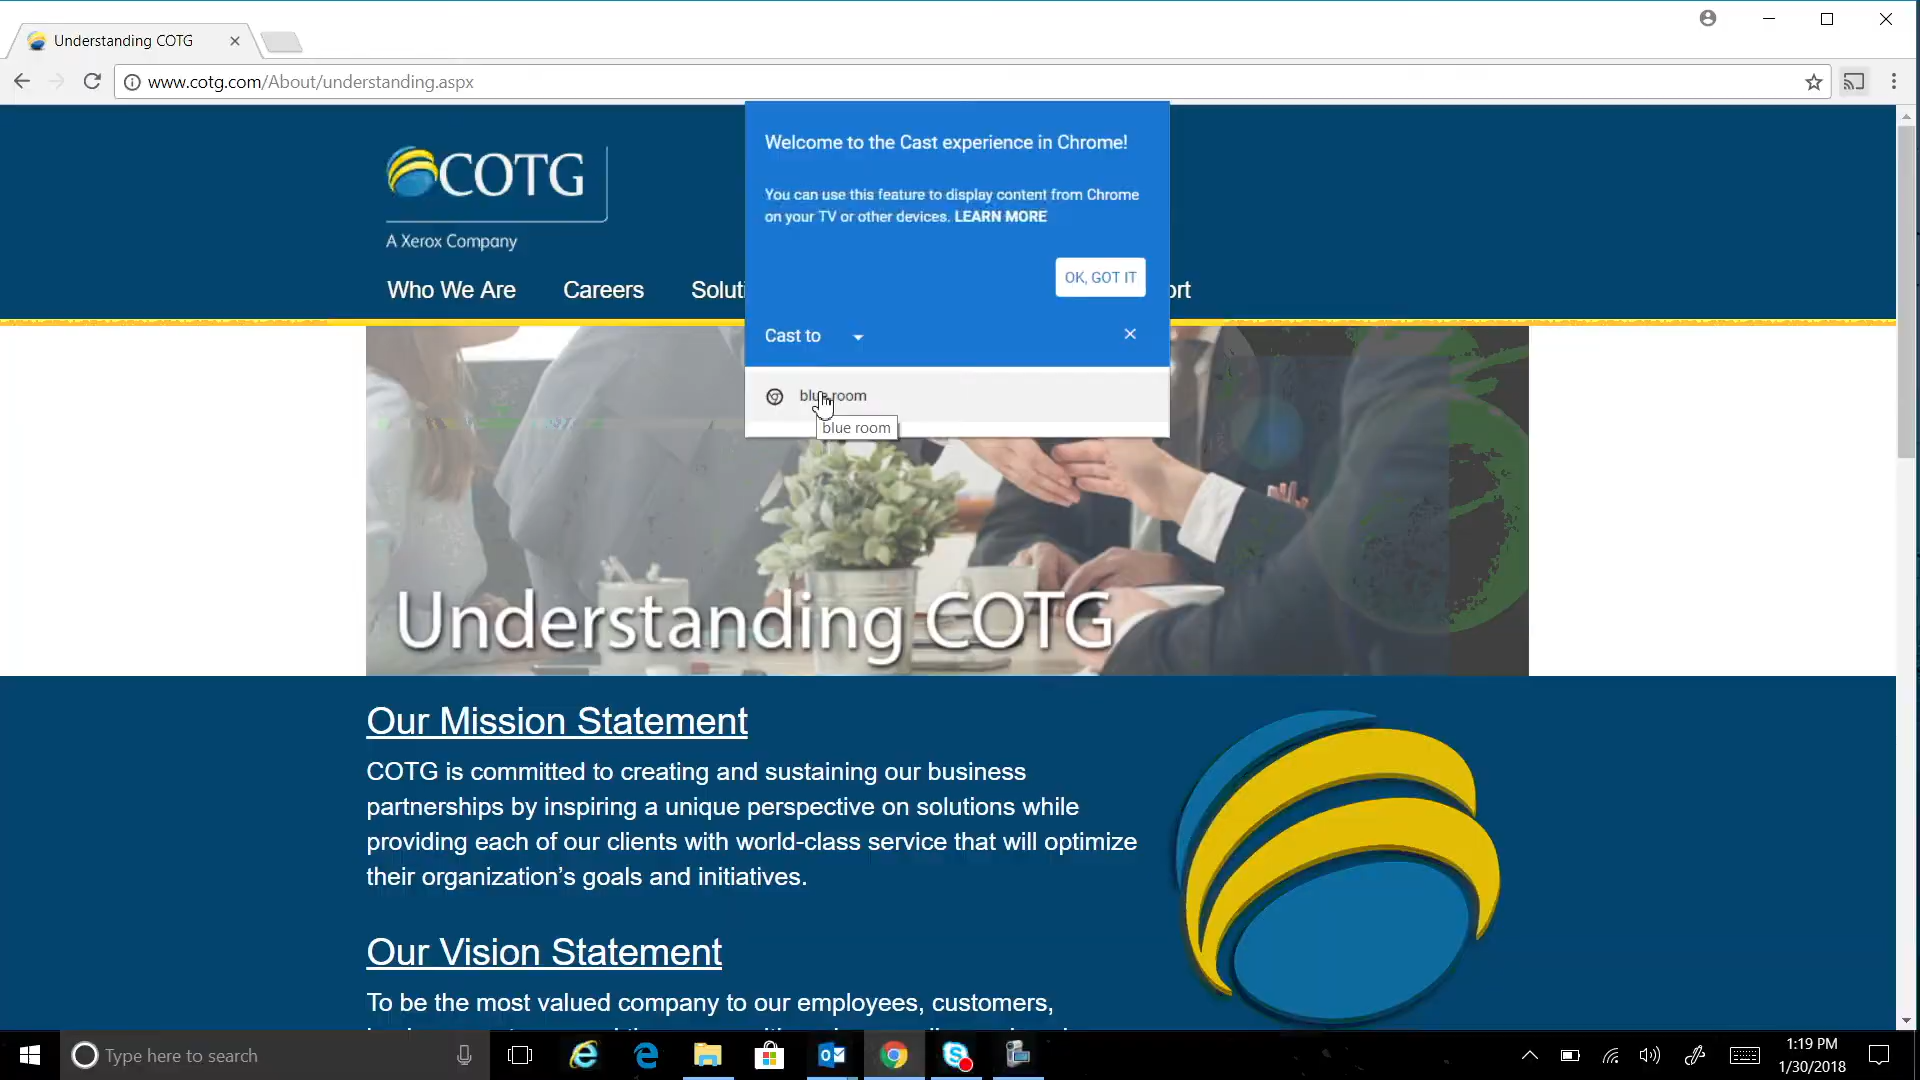 Understanding COTG
www.cotg.com/About/understanding.aspx
Welcome to the Cast experience in Chrome!
You can use this feature to display content from Chrome
on your TV or other devices. LEARN MORE
OK, GOT IT
Cast to
blue room
blue room
COTG
A Xerox Company
Who We Are Careers Soluti ort
Understanding COTG
Our Mission Statement
COTG is committed to creating and sustaining our business
partnerships by inspiring a unique perspective on solutions while
providing each of our clients with world-class service that will optimize
their organization’s goals and initiatives.
Our Vision Statement
To be the most valued company to our employees, customers,
Type here to search
1:19 PM
1/30/2018